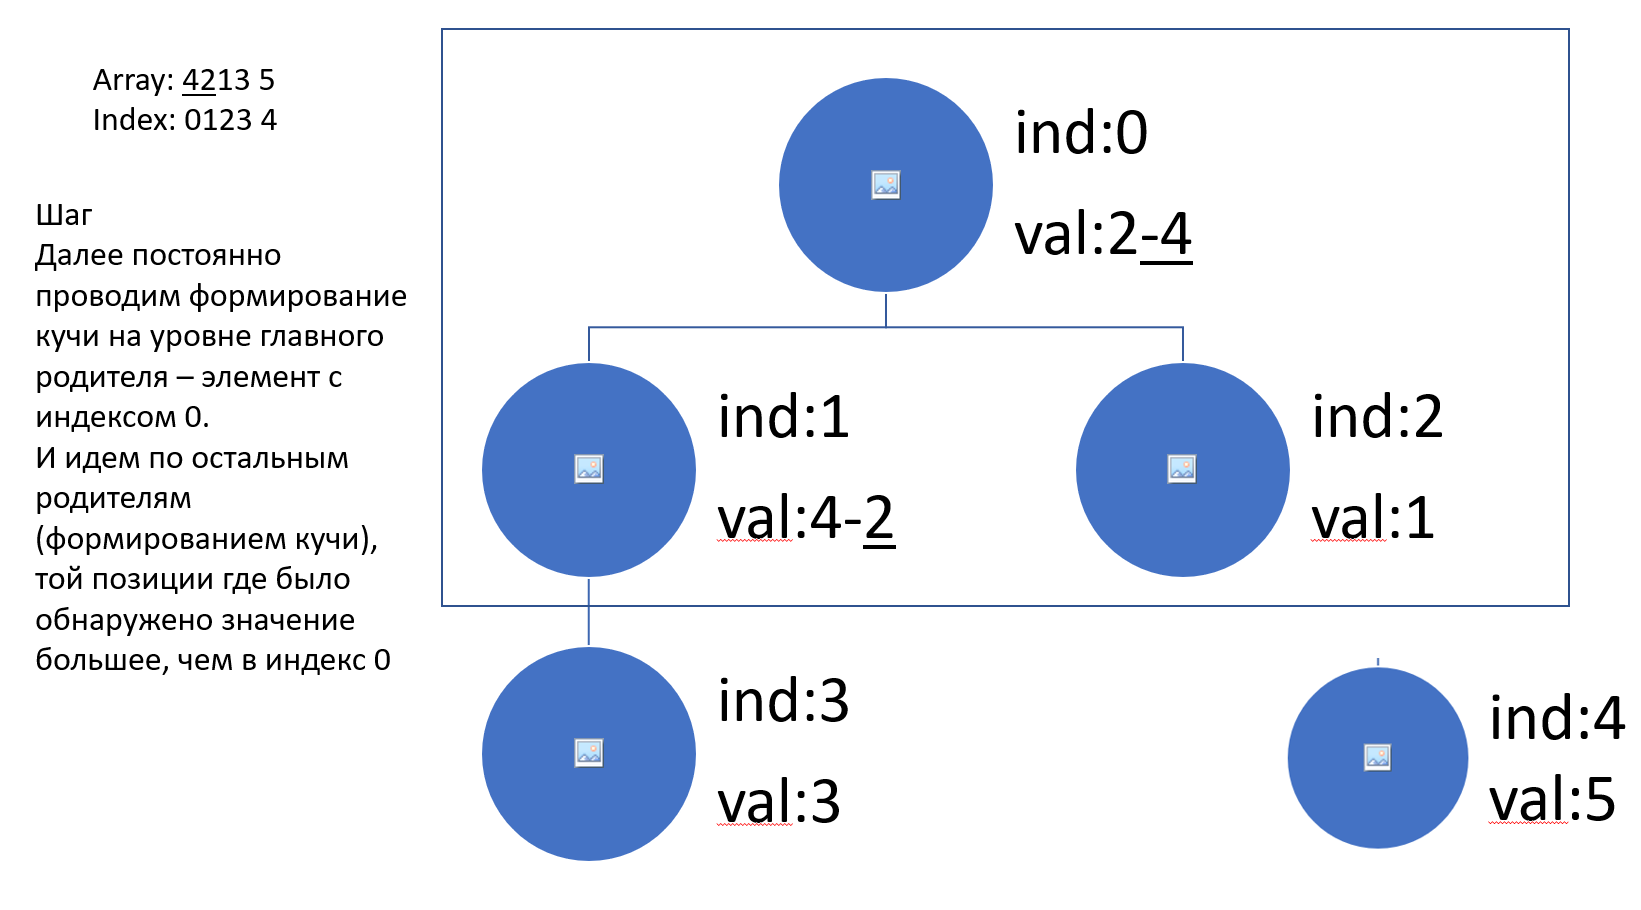 Array: 4213 5
Index: 0123 4
Шаг
Далее постоянно
проводим формирование
кучи на уровне главного
родителя – элемент с
индексом 0.
И идем по остальным
родителям
(формированием кучи),
той позиции где было
обнаружено значение
большее, чем в индекс 0
ind:0
val:2-4
ind:1
val:4-2
ind:2
val:1
ind:3
val:3
ind:4
val:5